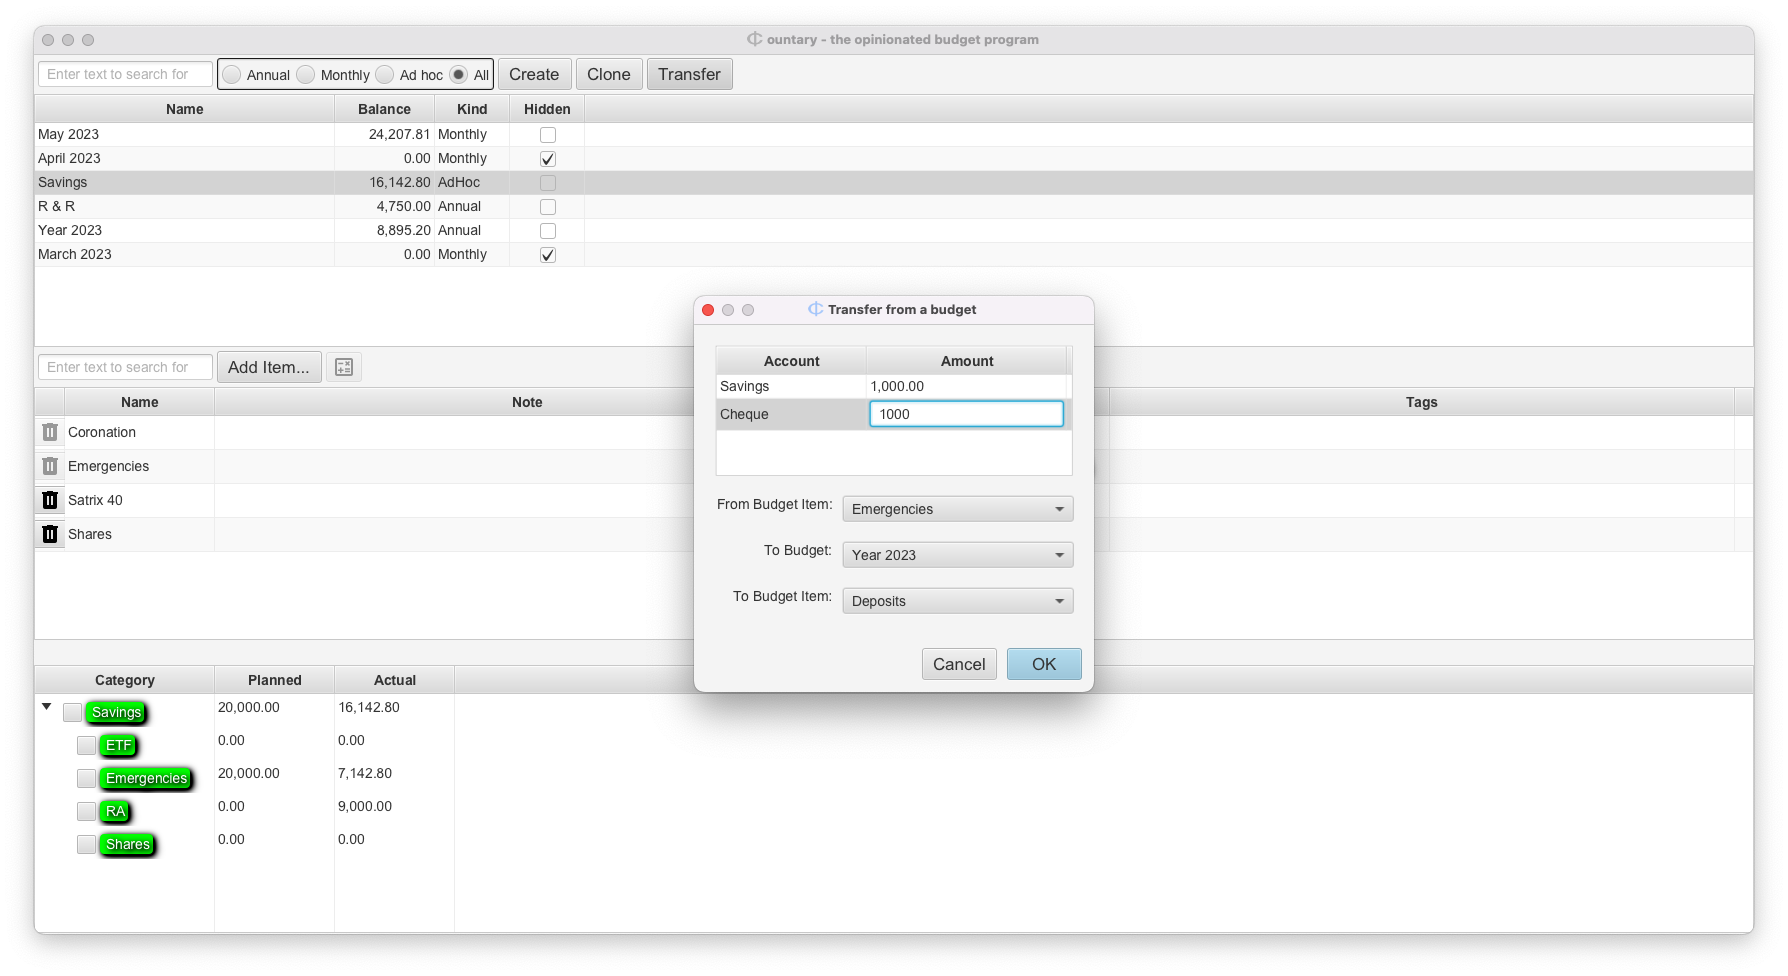 ountary - the opinionated budget program
Enter text to search for Annual Monthly Ad hoc All Create Clone Transfer
Name Balance Kind Hidden
May 2023 24,207.81 Monthly
April 2023 0.00 Monthly
Savings 16,142.80 AdHoc
R & R 4,750.00 Annual
Year 2023 8,895.20 Annual
March 2023 0.00 Monthly
Enter text to search for Add Item...
Name Note Tags
Coronation
Emergencies
Satrix 40
Shares
Transfer from a budget
Account Amount
Savings 1,000.00
Cheque 1000
From Budget Item: Emergencies
To Budget: Year 2023
To Budget Item: Deposits
Cancel OK
Category Planned Actual
Savings 20,000.00 16,142.80
ETF 0.00 0.00
Emergencies 20,000.00 7,142.80
RA 0.00 9,000.00
Shares 0.00 0.00